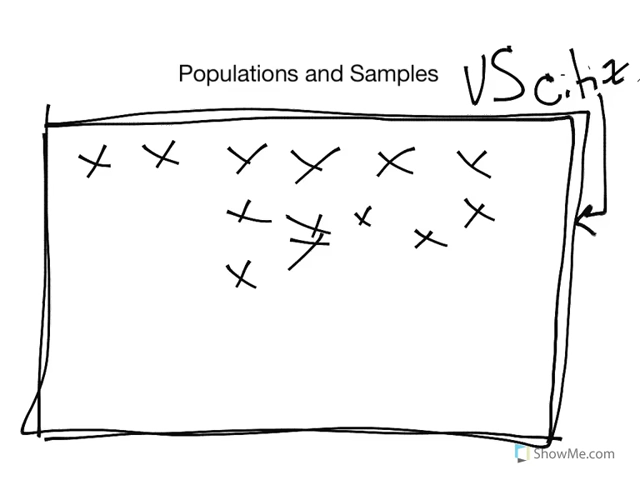 Populations and Samples
US citiz
x x x x x x
x x x x x
x
x
ShowMe.com